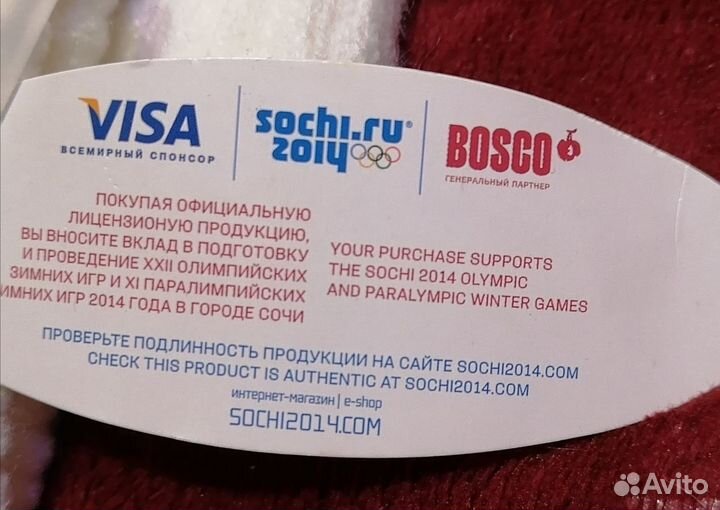 VISA
ВСЕМИРНЫЙ СПОНСОР
sochi.ru®
2014
BOSCO
ГЕНЕРАЛЬНЫЙ ПАРТНЕР
ПОКУПАЯ ОФИЦИАЛЬНУЮ
ЛИЦЕНЗИОНУЮ ПРОДУКЦИЮ,
ВЫ ВНОСИТЕ ВКЛАД В ПОДГОТОВКУ
И ПРОВЕДЕНИЕ XXII ОЛИМПИЙСКИХ
ЗИМНИХ ИГР И XI ПАРАЛИМПИЙСКИХ
ИМНИХ ИГР 2014 ГОДА В ГОРОДЕ СОЧИ
YOUR PURCHASE SUPPORTS
THE SOCHI 2014 OLYMPIC
AND PARALYMPIC WINTER GAMES
ПРОВЕРЬТЕ ПОДЛИННОСТЬ ПРОДУКЦИИ НА САЙТЕ SOCHI2014.COM
CHECK THIS PRODUCT IS AUTHENTIC AT SOCHI2014.COM
интернет-магазин | e-shop
SOCHI2014.COM
Avito